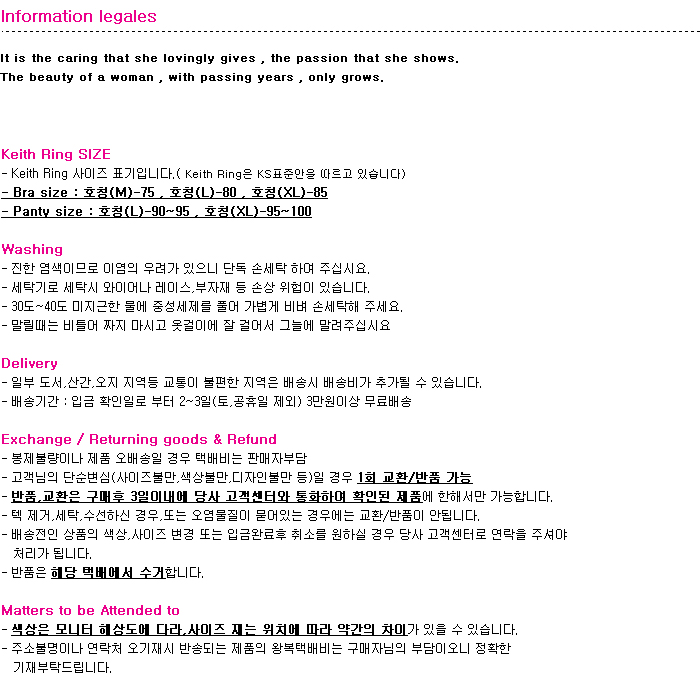 Information legales
It is the caring that she lovingly gives , the passion that she shows.
The beauty of a woman , with passing years , only grows.
Keith Ring SIZE
- Keith Ring 사이즈 표기입니다.( Keith Ring은 KS표준안을 따르고 있습니다)
- Bra size : 호칭(M)-75 , 호칭(L)-80 , 호칭(XL)-85
- Panty size : 호칭(L)-90~95 , 호칭(XL)-95~100
Washing
- 진한 염색이므로 이염의 우려가 있으니 단독 손세탁 하여 주십시요.
- 세탁기로 세탁시 와이어나 레이스,부자재 등 손상 위험이 있습니다.
- 30도~40도 미지근한 물에 중성세제를 풀어 가볍게 비벼 손세탁해 주세요.
- 말릴때는 비틀어 짜지 마시고 옷걸이에 잘 걸어서 그늘에 말려주십시요
Delivery
- 일부 도서,산간,오지 지역등 교통이 불편한 지역은 배송시 배송비가 추가될 수 있습니다.
- 배송기간 : 입금 확인일로 부터 2~3일(토,공휴일 제외) 3만원이상 무료배송
Exchange / Returning goods & Refund
- 봉제불량이나 제품 오배송일 경우 택배비는 판매자부담
- 고객님의 단순변심(사이즈불만,색상불만,디자인불만 등)일 경우 1회 교환/반품 가능
- 반품,교환은 구매후 3일이내에 당사 고객센터와 통화하여 확인된 제품에 한해서만 가능합니다.
- 텍 제거,세탁,수선하신 경우,또는 오염물질이 묻어있는 경우에는 교환/반품이 안됩니다.
- 배송전인 상품의 색상,사이즈 변경 또는 입금완료후 취소를 원하실 경우 당사 고객센터로 연락을 주셔야
처리가 됩니다.
- 반품은 해당 택배에서 수거합니다.
Matters to be Attended to
- 색상은 모니터 해상도에 다라,사이즈 재는 위치에 따라 약간의 차이가 있을 수 있습니다.
- 주소불명이나 연락처 오기재시 반송되는 제품의 왕복택배비는 구매자님의 부담이오니 정확한
기재부탁드립니다.